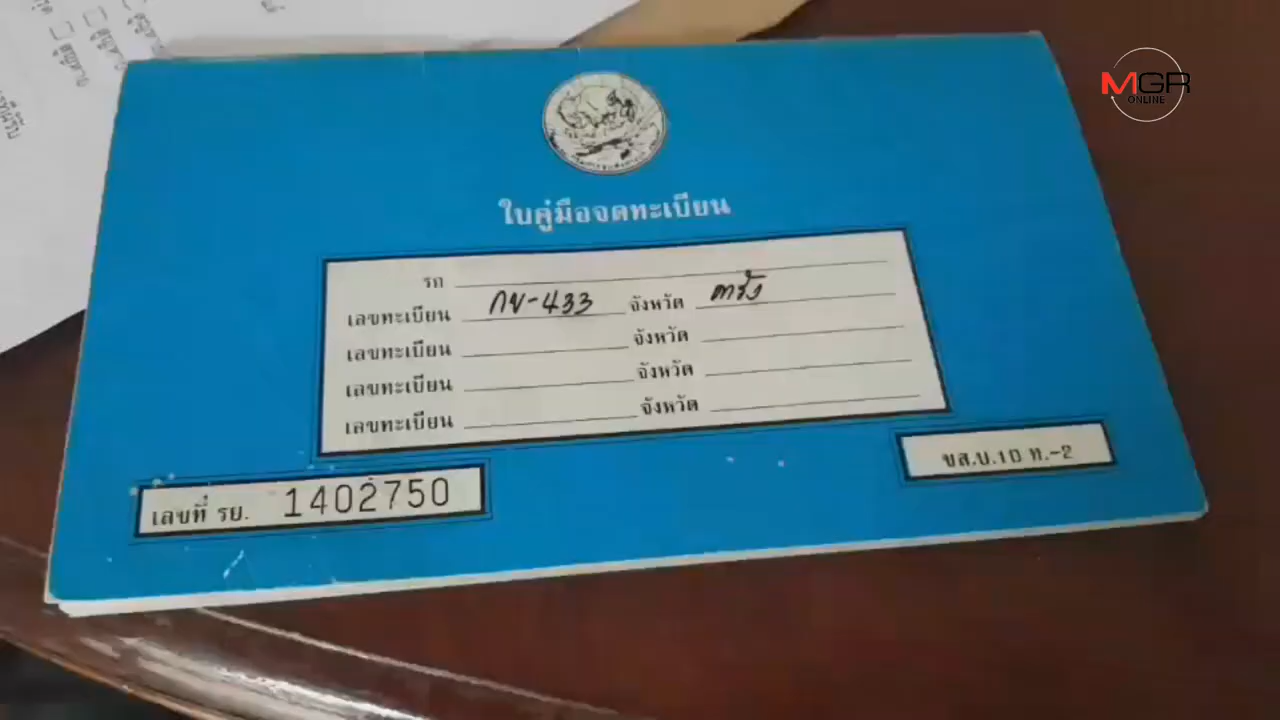 MGR
ONLINE
ใบคู่มือจดทะเบียน
รถ
เลขทะเบียน กข-433 จังหวัด ตรัง
เลขทะเบียน จังหวัด
เลขทะเบียน จังหวัด
เลขทะเบียน จังหวัด
เลขที่ รย. 1402750
ขส.บ.10 ท.-2